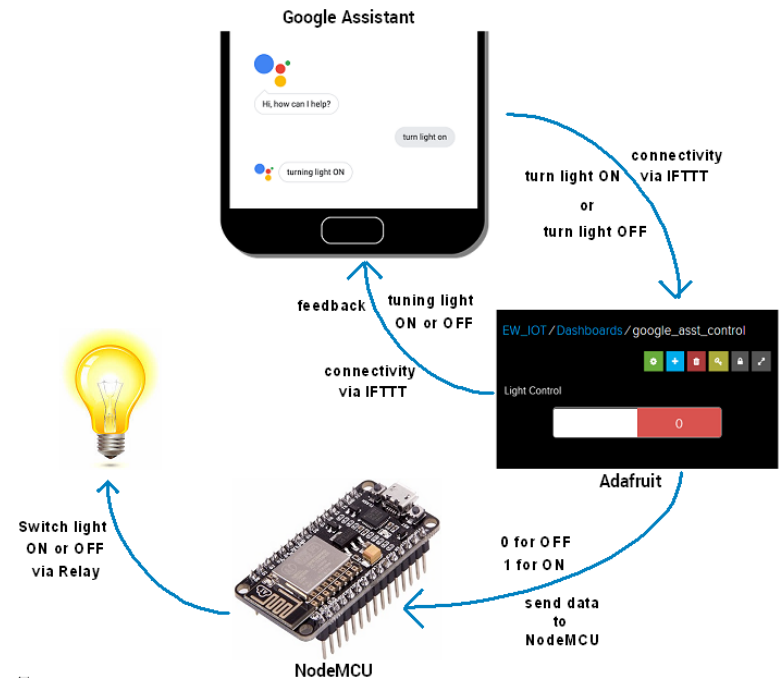 Google Assistant
Hi, how can I help?
turn light on
turning light ON
connectivity
via IFTTT
turn light ON
or
turn light OFF
feedback
tuning light
ON or OFF
connectivity
via IFTTT
EW_IOT / Dashboards / google_asst_control
Light Control
0
Adafruit
Switch light
ON or OFF
via Relay
0 for OFF
1 for ON
send data
to
NodeMCU
NodeMCU